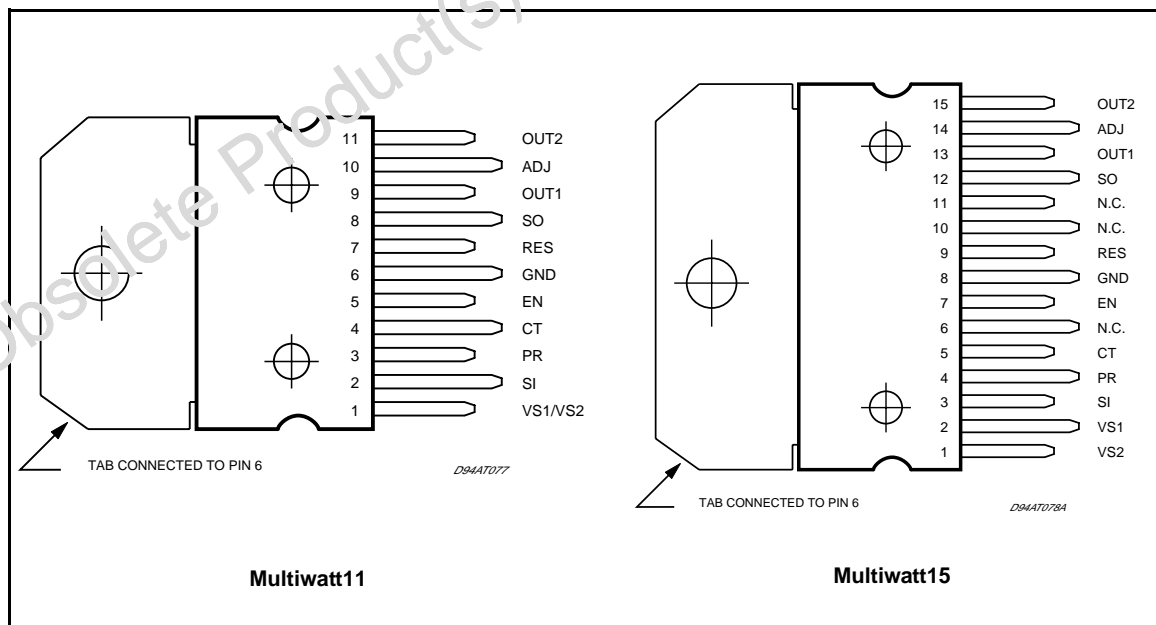 Obsolete Product(s)
11 OUT2
10 ADJ
9 OUT1
8 SO
7 RES
6 GND
5 EN
4 CT
3 PR
2 SI
1 VS1/VS2
TAB CONNECTED TO PIN 6
D94AT077
Multiwatt11
15 OUT2
14 ADJ
13 OUT1
12 SO
11 N.C.
10 N.C.
9 RES
8 GND
7 EN
6 N.C.
5 CT
4 PR
3 SI
2 VS1
1 VS2
TAB CONNECTED TO PIN 6
D94AT078A
Multiwatt15